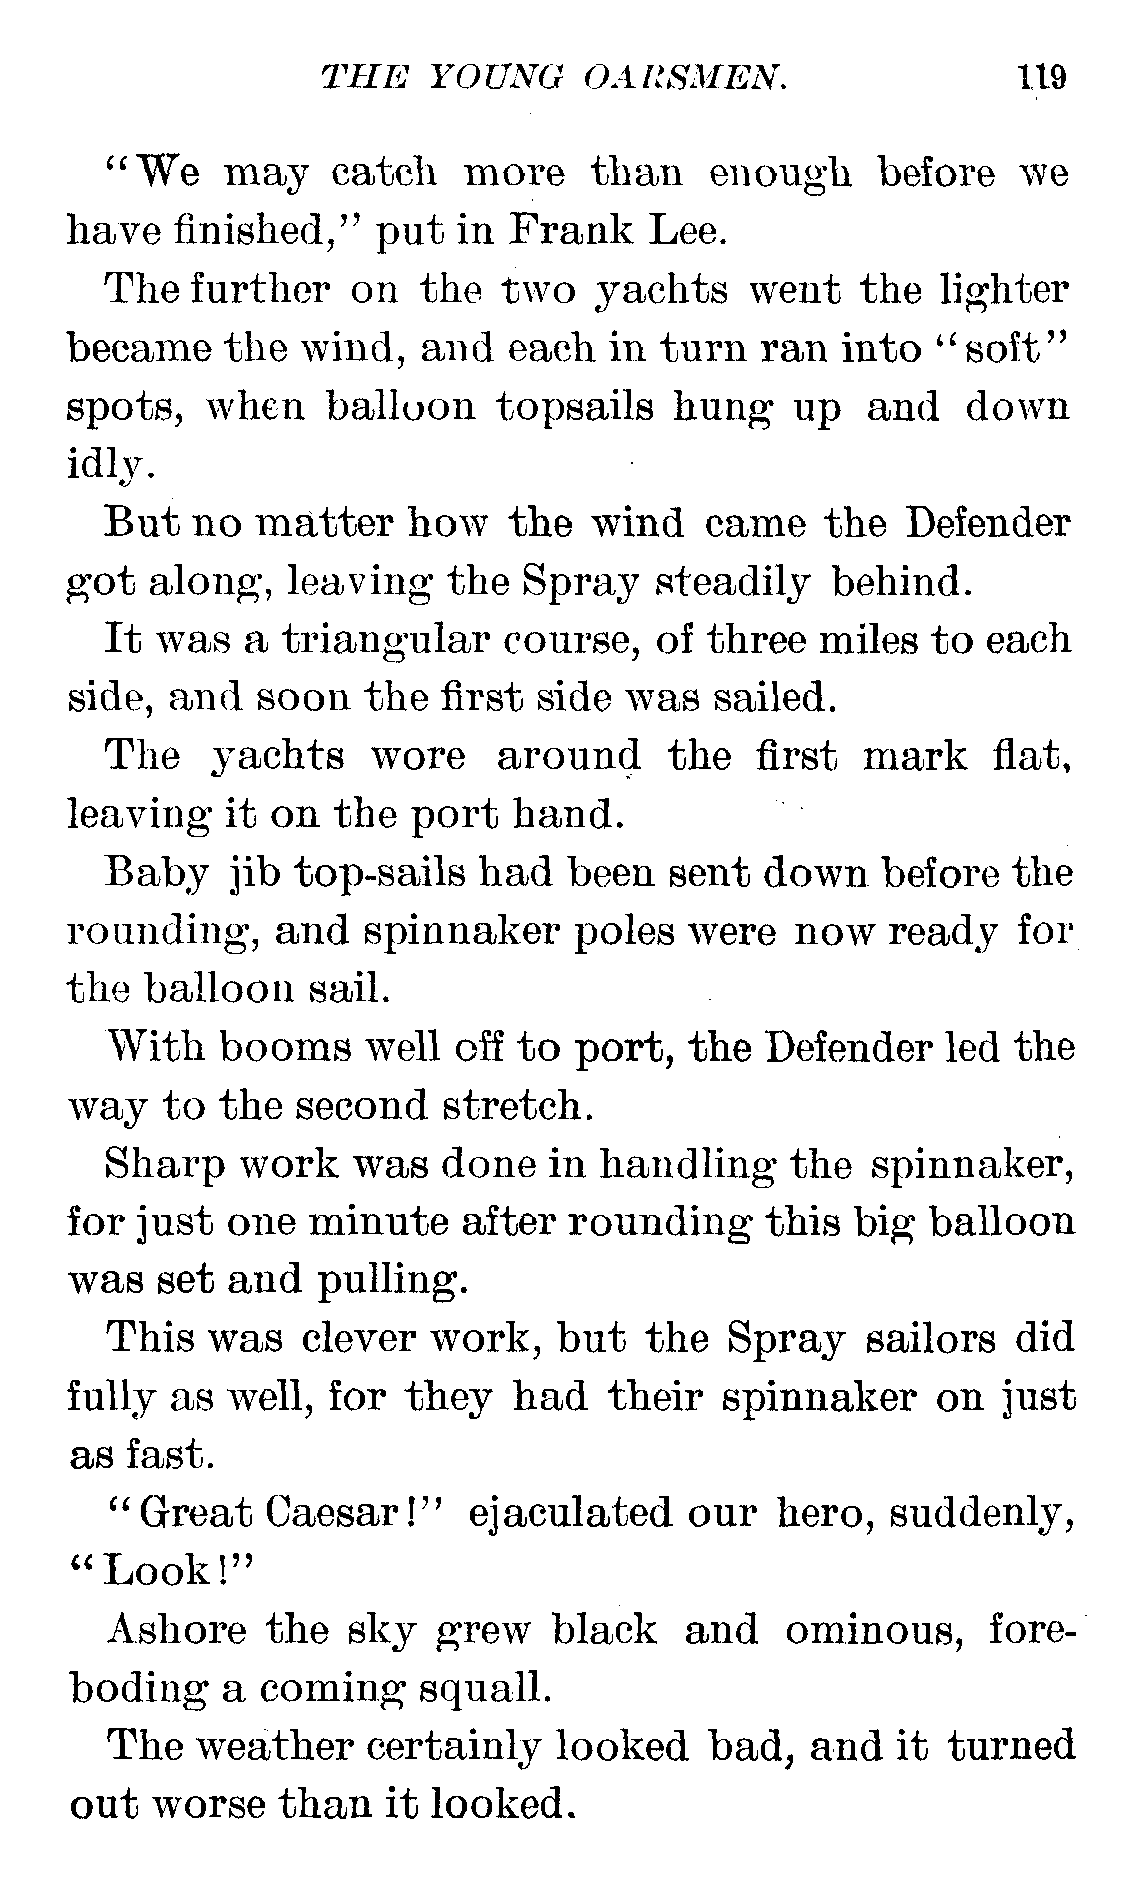 THE YOUNG OARSMEN. 119
“We may catch more than enough before we
have finished,” put in Frank Lee.
The further on the two yachts went the lighter
became the wind, and each in turn ran into “soft”
spots, when balloon topsails hung up and down
idly.
But no matter how the wind came the Defender
got along, leaving the Spray steadily behind.
It was a triangular course, of three miles to each
side, and soon the first side was sailed.
The yachts wore around the first mark flat,
leaving it on the port hand.
Baby jib top-sails had been sent down before the
rounding, and spinnaker poles were now ready for
the balloon sail.
With booms well off to port, the Defender led the
way to the second stretch.
Sharp work was done in handling the spinnaker,
for just one minute after rounding this big balloon
was set and pulling.
This was clever work, but the Spray sailors did
fully as well, for they had their spinnaker on just
as fast.
“Great Caesar!” ejaculated our hero, suddenly,
“Look!”
Ashore the sky grew black and ominous, fore-
boding a coming squall.
The weather certainly looked bad, and it turned
out worse than it looked.